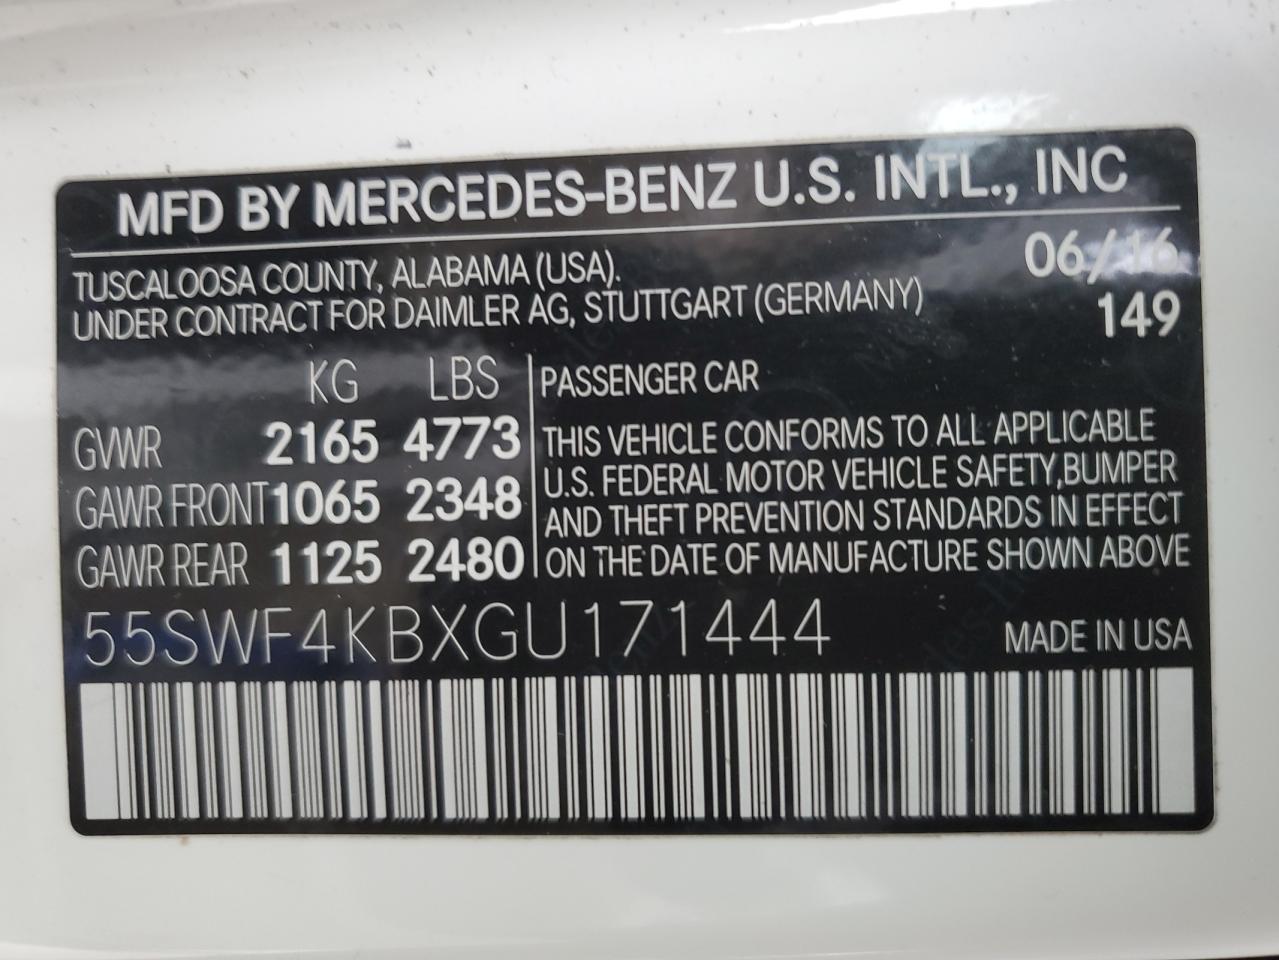 MFD BY MERCEDES-BENZ U.S. INTL., INC
TUSCALOOSA COUNTY, ALABAMA (USA).
06/16
UNDER CONTRACT FOR DAIMLER AG, STUTTGART (GERMANY)
149
KG LBS
PASSENGER CAR
GVWR 2165 4773
GAWR FRONT 1065 2348
GAWR REAR 1125 2480
THIS VEHICLE CONFORMS TO ALL APPLICABLE
U.S. FEDERAL MOTOR VEHICLE SAFETY,BUMPER
AND THEFT PREVENTION STANDARDS IN EFFECT
ON THE DATE OF MANUFACTURE SHOWN ABOVE
55SWF4KBXGU171444
MADE IN USA